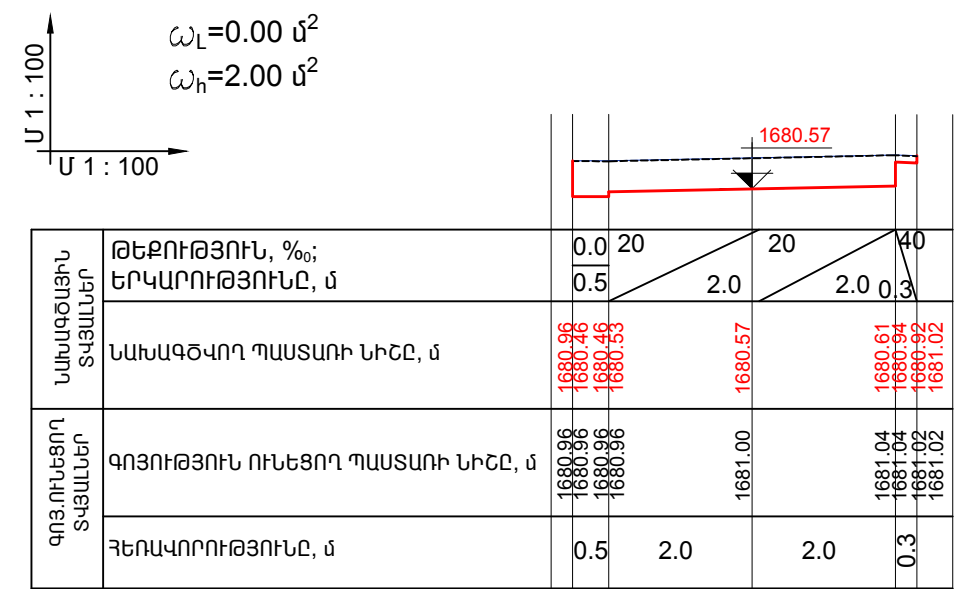 Մ 1 : 100
Մ 1 : 100
ωL=0.00 մ²
ωh=2.00 մ²
1680.57
ՆԱԽԱԳԾԱՅԻՆ
ՏՎՅԱԼՆԵՐ
ԹԵՔՈՒԹՅՈՒՆ, ‰;
ԵՐԿԱՐՈՒԹՅՈՒՆԸ, մ
0.0 20 20 40
0.5 2.0 2.0 0.3
ՆԱԽԱԳԾՎՈՂ ՊԱՍՏԱՌԻ ՆԻՇԸ, մ
1680.96 1680.46 1680.46 1680.53 1680.57 1680.61 1680.94 1680.92 1681.02
ԳՈՅ.ՈՒՆԵՑՈՂ
ՏՎՅԱԼՆԵՐ
ԳՈՅՈՒԹՅՈՒՆ ՈՒՆԵՑՈՂ ՊԱՍՏԱՌԻ ՆԻՇԸ, մ
1680.96 1680.96 1680.96 1680.96 1681.00 1681.04 1681.04 1681.02 1681.02
ՀԵՌԱՎՈՐՈՒԹՅՈՒՆԸ, մ
0.5 2.0 2.0 0.3